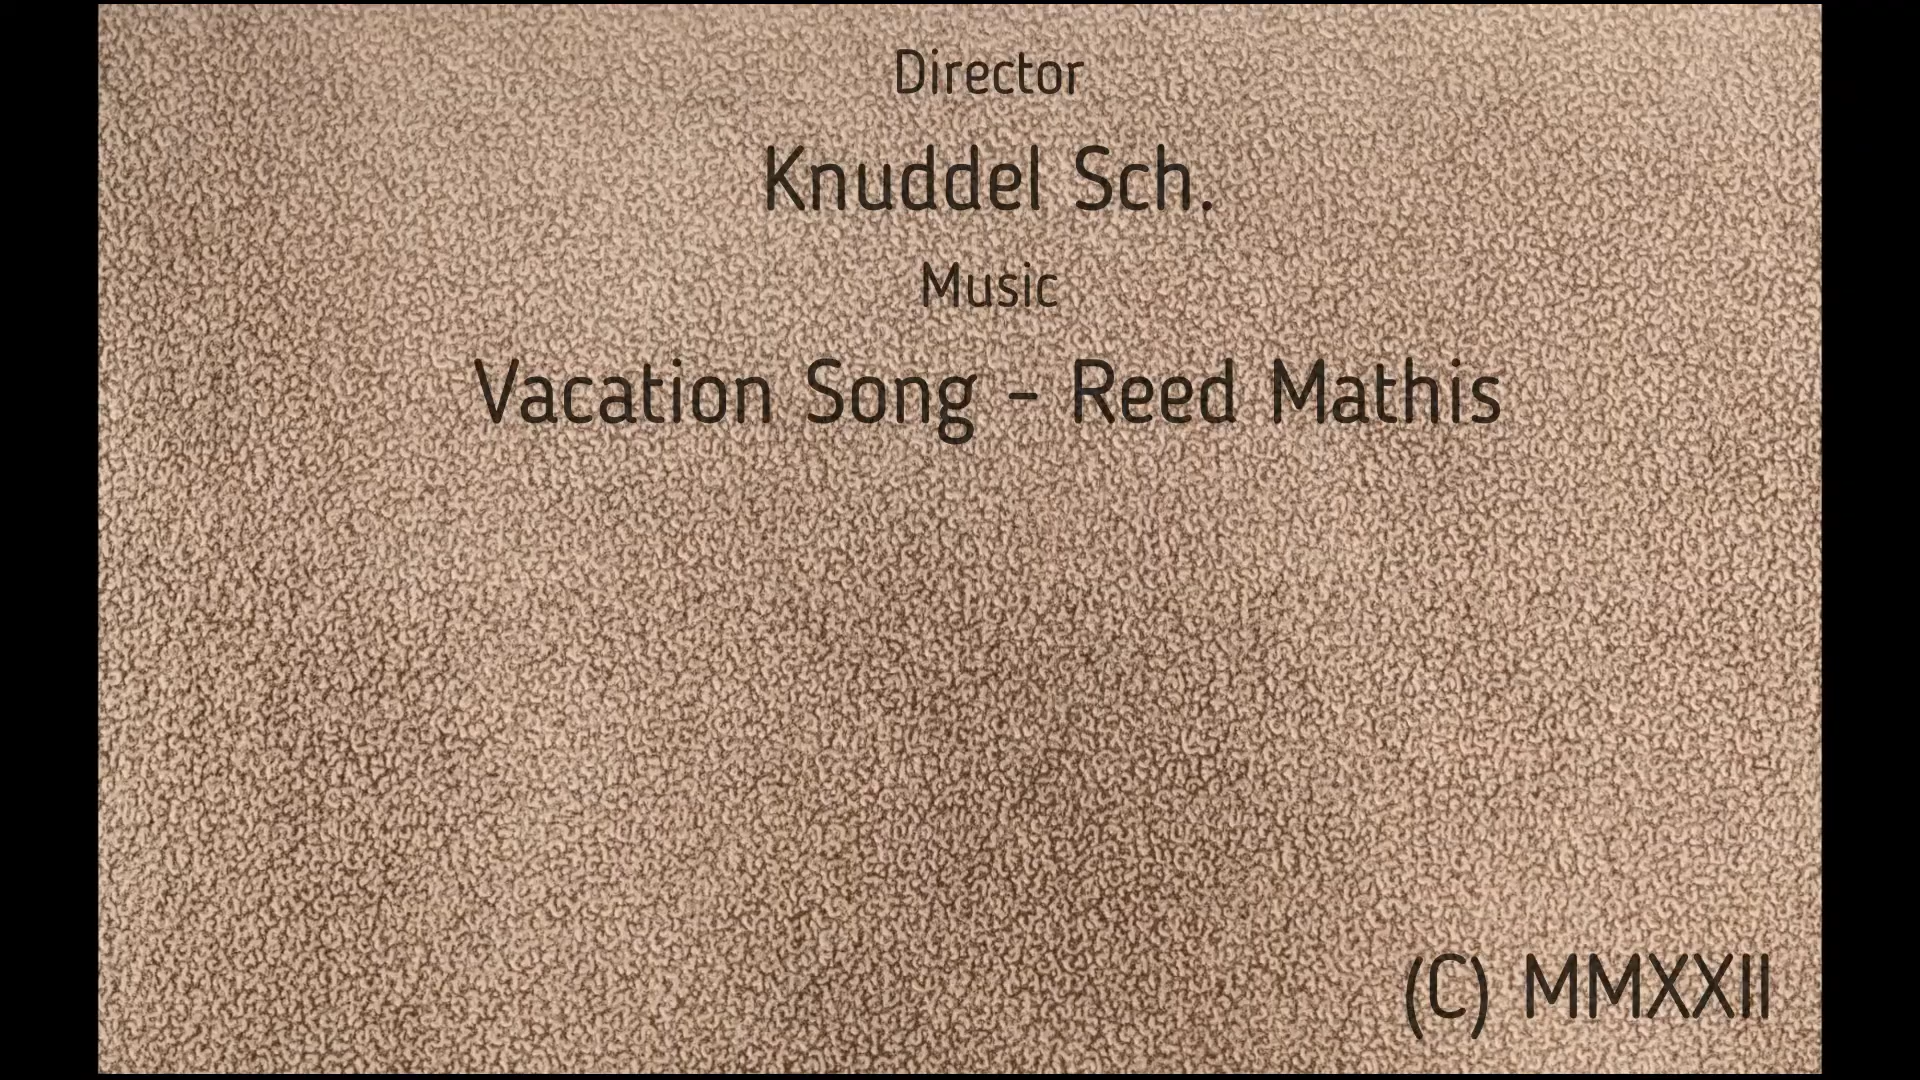 Director
Knuddel Sch.
Music
Vacation Song - Reed Mathis
(C) MMXXII